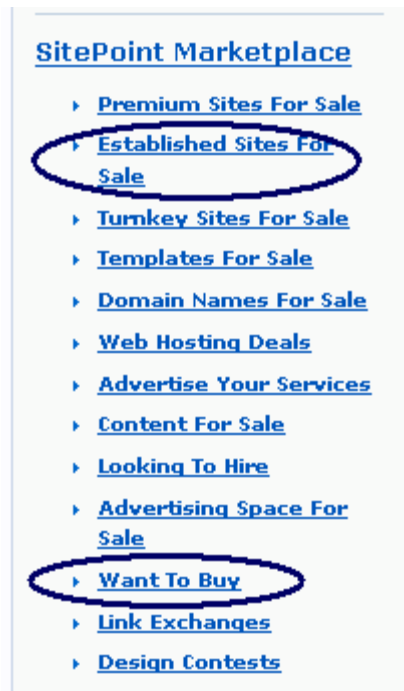 SitePoint Marketplace
Premium Sites For Sale
Established Sites For
Sale
Turnkey Sites For Sale
Templates For Sale
Domain Names For Sale
Web Hosting Deals
Advertise Your Services
Content For Sale
Looking To Hire
Advertising Space For
Sale
Want To Buy
Link Exchanges
Design Contests